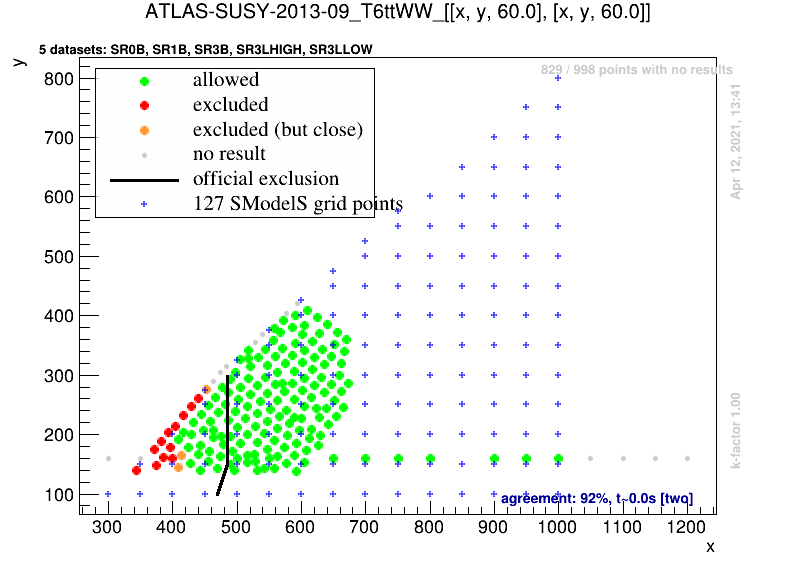 ATLAS-SUSY-2013-09_T6ttWW_[[x, y, 60.0], [x, y, 60.0]]
5 datasets: SR0B, SR1B, SR3B, SR3LHIGH, SR3LLOW
829 / 998 points with no results
y
800
700
600
500
400
300
200
100
allowed
excluded
excluded (but close)
no result
official exclusion
127 SModelS grid points
Apr 12, 2021, 13:41
k-factor 1.00
agreement: 92%, t~0.0s [two]
300 400 500 600 700 800 900 1000 1100 1200
x